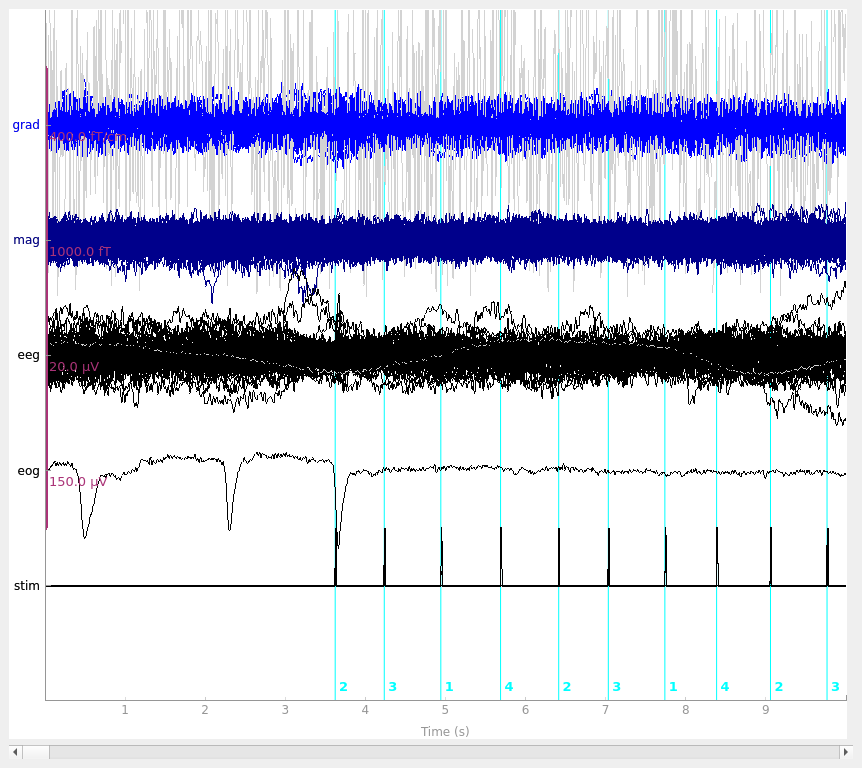 grad
400.0 fT/cm
mag
1000.0 fT
eeg
20.0 µV
eog
150.0 µV
stim
2 3 1 4 2 3 1 4 2 3
1 2 3 4 5 6 7 8 9
Time (s)